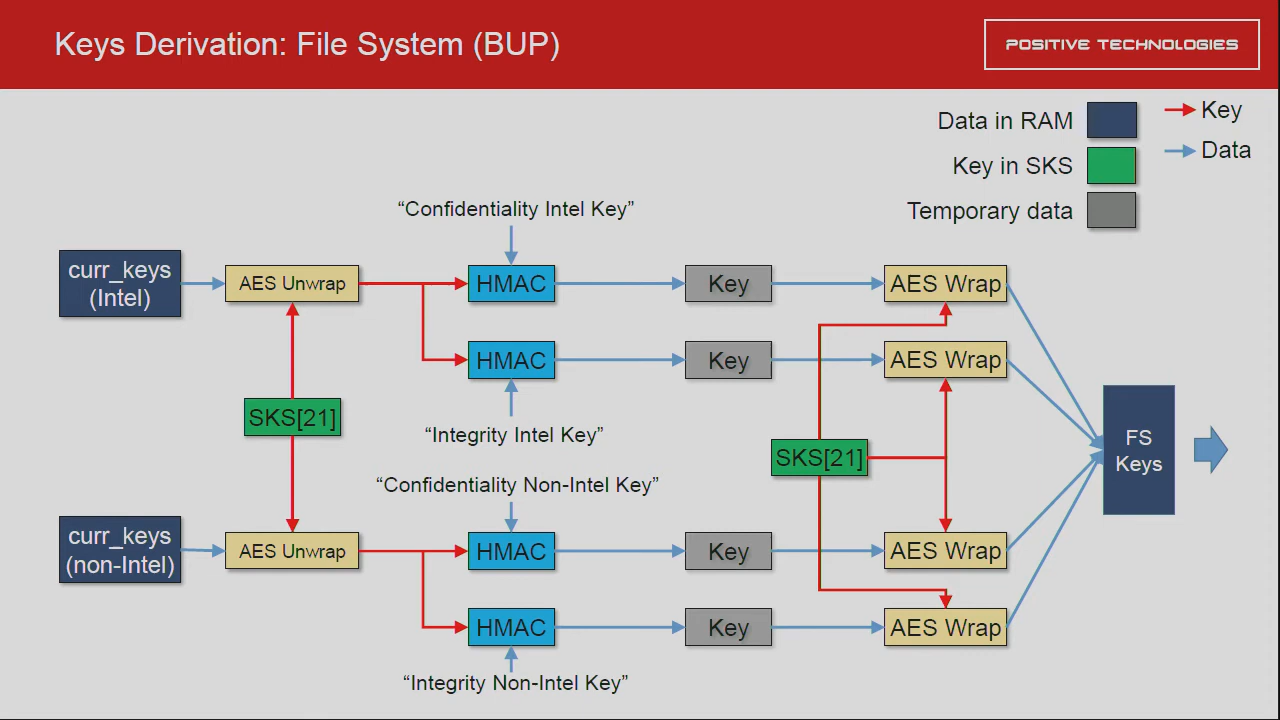 Keys Derivation: File System (BUP)
POSITIVE TECHNOLOGIES
Data in RAM
Key
Key in SKS
Data
Temporary data
“Confidentiality Intel Key”
curr_keys
(Intel)
AES Unwrap
HMAC
Key
AES Wrap
HMAC
Key
AES Wrap
SKS[21]
“Integrity Intel Key”
SKS[21]
FS
Keys
“Confidentiality Non-Intel Key”
curr_keys
(non-Intel)
AES Unwrap
HMAC
Key
AES Wrap
HMAC
Key
AES Wrap
“Integrity Non-Intel Key”